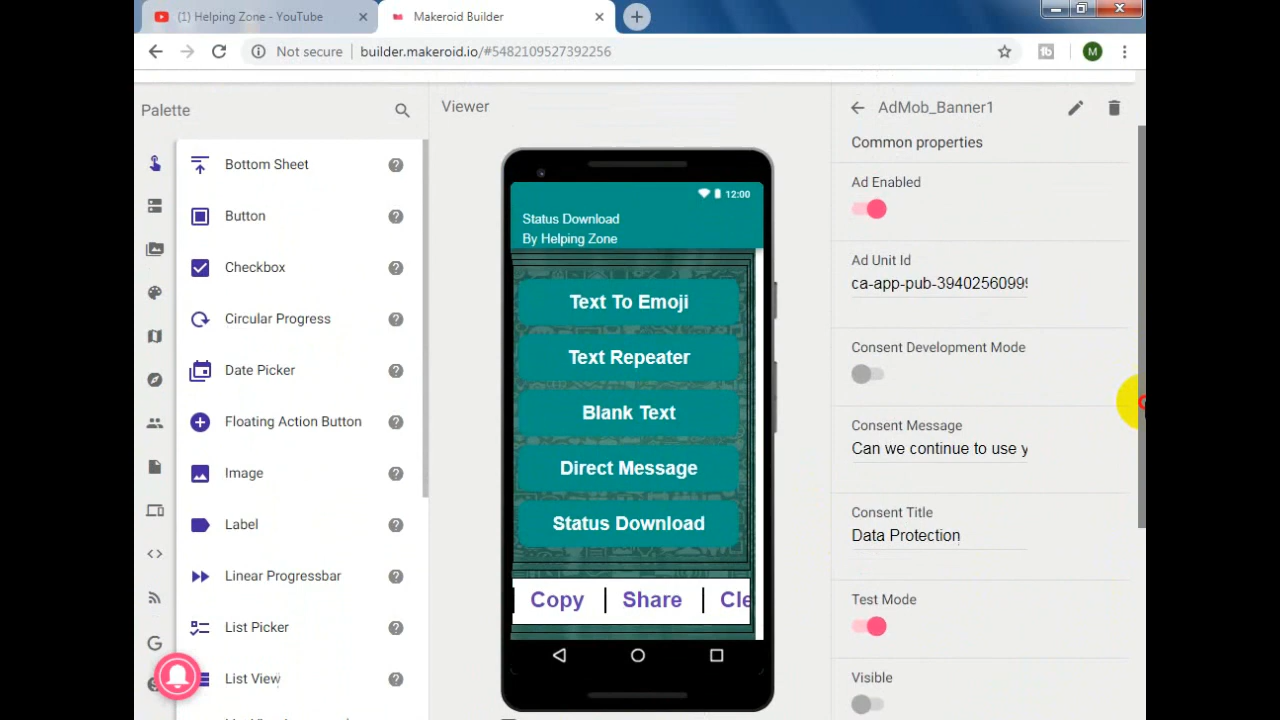 (1) Helping Zone - YouTube
Makeroid Builder
Not secure
builder.makeroid.io/#5482109527392256
M
Palette
Viewer
AdMob_Banner1
Common properties
Bottom Sheet
Button
Checkbox
Circular Progress
Date Picker
Floating Action Button
Image
Label
Linear Progressbar
List Picker
List View
12:00
Status Download
By Helping Zone
Text To Emoji
Text Repeater
Blank Text
Direct Message
Status Download
Copy
Share
Cle
Ad Enabled
Ad Unit Id
ca-app-pub-3940256099
Consent Development Mode
Consent Message
Can we continue to use y
Consent Title
Data Protection
Test Mode
Visible